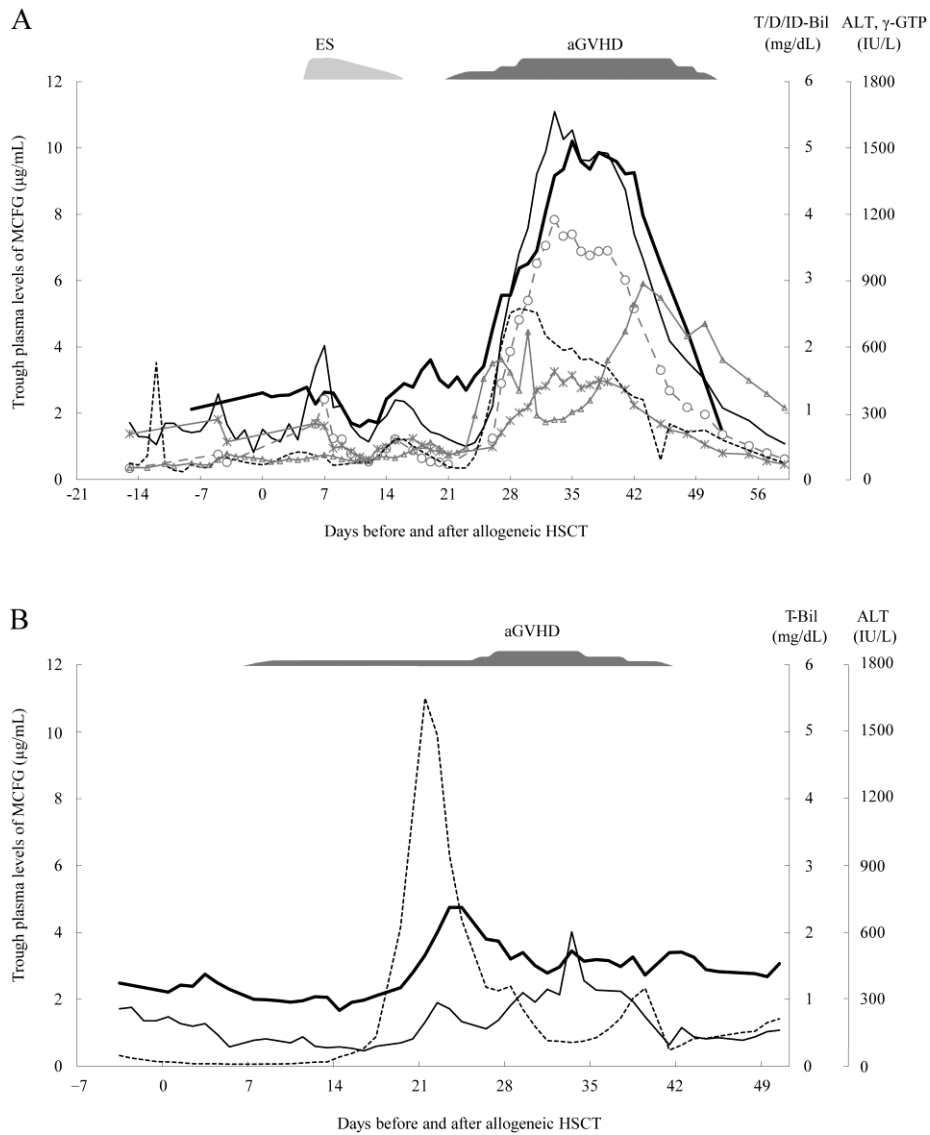 A
T/D/ID-Bil ALT, γ-GTP
(mg/dL) (IU/L)
ES aGVHD
12 6 1800
10 5 1500
8 4 1200
6 3 900
4 2 600
2 1 300
0 0 0
Trough plasma levels of MCFG (μg/mL)
-21 -14 -7 0 7 14 21 28 35 42 49 56
Days before and after allogeneic HSCT
B
T-Bil ALT
(mg/dL) (IU/L)
aGVHD
12 6 1800
10 5 1500
8 4 1200
6 3 900
4 2 600
2 1 300
0 0 0
Trough plasma levels of MCFG (μg/mL)
−7 0 7 14 21 28 35 42 49
Days before and after allogeneic HSCT